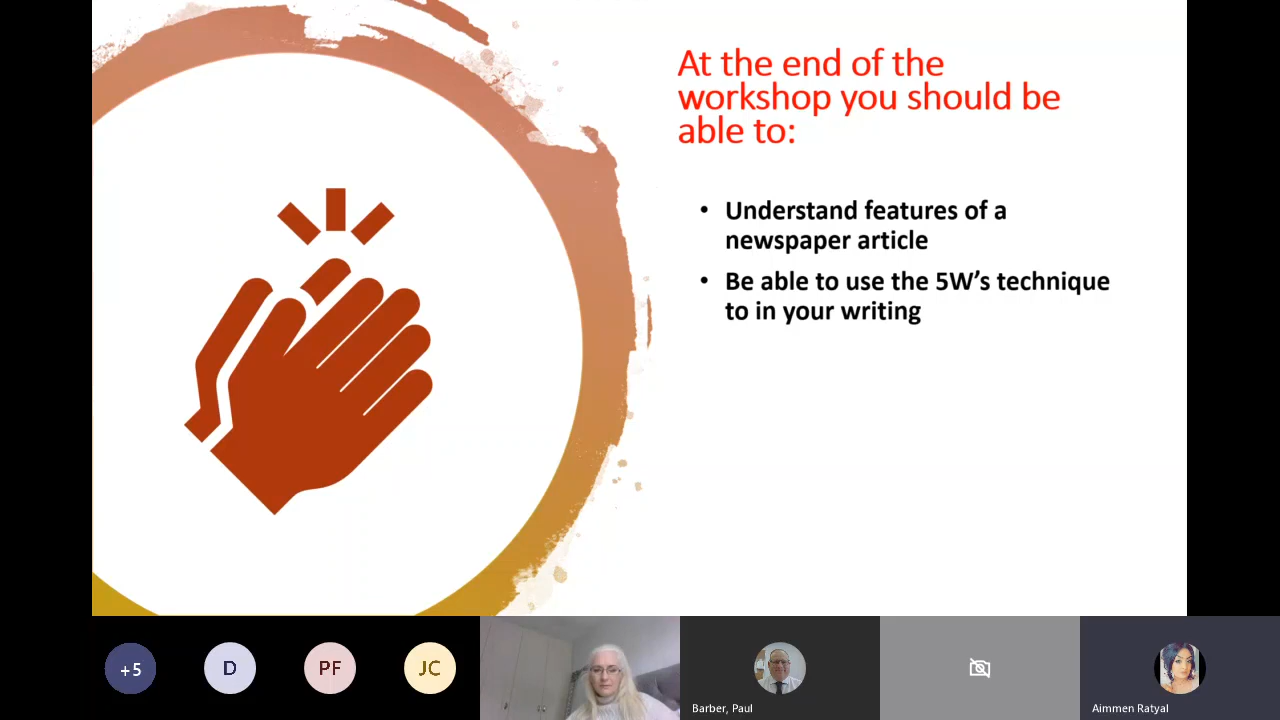 At the end of the
workshop you should be
able to:
• Understand features of a
newspaper article
• Be able to use the 5W’s technique
to in your writing
+5
D
PF
JC
Barber, Paul
Aimmen Ratyal